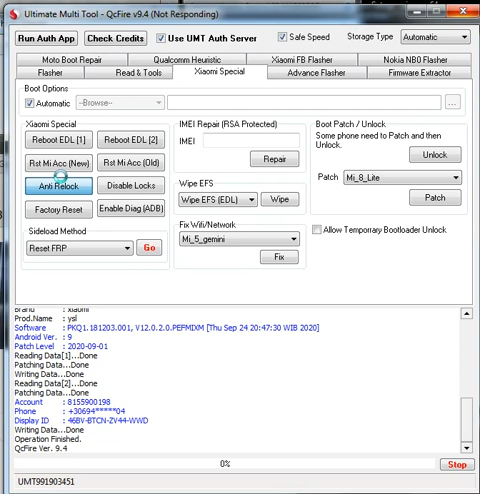 Ultimate Multi Tool - QcFire v9.4 (Not Responding)
Run Auth App
Check Credits
Use UMT Auth Server
Safe Speed
Storage Type
Automatic
Moto Boot Repair
Qualcomm Heuristic
Xiaomi FB Flasher
Nokia NB0 Flasher
Flasher
Read & Tools
Xiaomi Special
Advance Flasher
Firmware Extractor
Boot Options
Automatic
--Browse--
...
Xiaomi Special
Reboot EDL [1]
Reboot EDL [2]
Rst Mi Acc (New)
Rst Mi Acc (Old)
Anti Relock
Disable Locks
Factory Reset
Enable Diag (ADB)
Sideload Method
Reset FRP
Go
IMEI Repair (RSA Protected)
IMEI
Repair
Wipe EFS
Wipe EFS (EDL)
Wipe
Fix Wifi/Network
Mi_5_gemini
Fix
Boot Patch / Unlock
Some phone need to Patch and then
Unlock.
Unlock
Patch
Mi_8_Lite
Patch
Allow Temporrary Bootloader Unlock
Brand : xiaomi
Prod.Name : ysl
Software : PKQ1.181203.001, V12.0.2.0.PEFMIXM [Thu Sep 24 20:47:30 WIB 2020]
Android Ver. : 9
Patch Level : 2020-09-01
Reading Data[1]...Done
Patching Data...Done
Writing Data...Done
Reading Data[2]...Done
Patching Data...Done
Account : 8155900198
Phone : +30694*****04
Display ID : 46BV-BTCN-ZV44-WWD
Writing Data...Done
Operation Finished.
QcFire Ver. 9.4
0%
Stop
UMT991903451